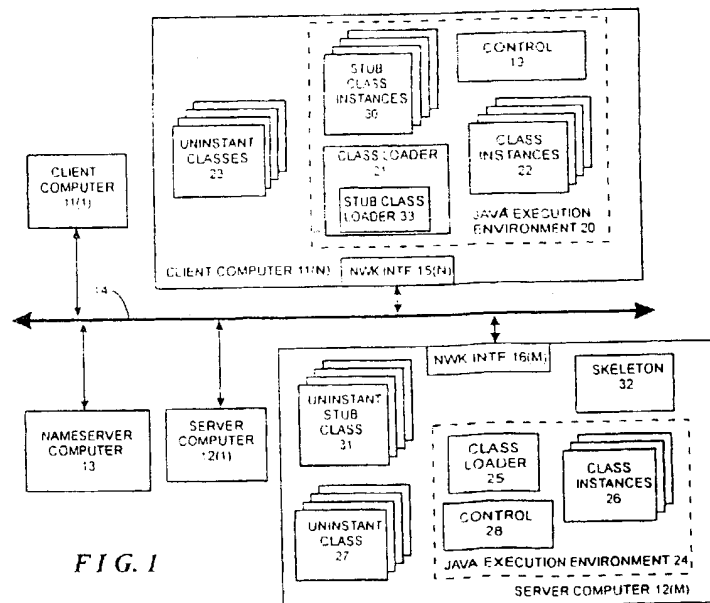 STUB
CLASS
INSTANCES
30
CONTROL
19
UNINSTANT
CLASSES
23
CLASS LOADER
21
STUB CLASS
LOADER 33
CLASS
INSTANCES
22
JAVA EXECUTION
ENVIRONMENT 20
CLIENT COMPUTER 11(N)
NWK INTF 15(N)
CLIENT
COMPUTER
11(1)
14
NAMESERVER
COMPUTER
13
SERVER
COMPUTER
12(1)
NWK INTF 16(M)
SKELETON
32
UNINSTANT
STUB
CLASS
31
CLASS
LOADER
25
CLASS
INSTANCES
26
CONTROL
28
UNINSTANT
CLASS
27
JAVA EXECUTION ENVIRONMENT 24
SERVER COMPUTER 12(M)
FIG. 1